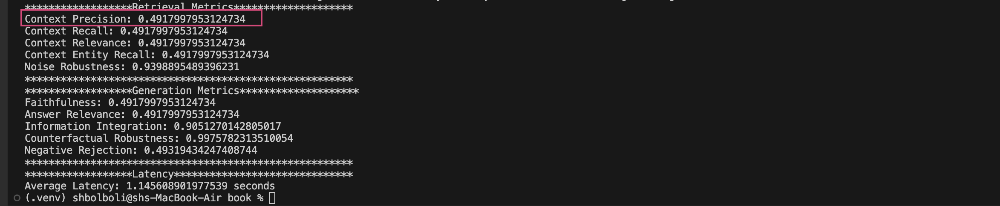 ******************Retrieval Metrics********************
Context Precision: 0.4917997953124734
Context Recall: 0.4917997953124734
Context Relevance: 0.4917997953124734
Context Entity Recall: 0.4917997953124734
Noise Robustness: 0.9398895489396231
*******************************************************
******************Generation Metrics********************
Faithfulness: 0.4917997953124734
Answer Relevance: 0.4917997953124734
Information Integration: 0.9051270142805017
Counterfactual Robustness: 0.9975782313510054
Negative Rejection: 0.49319434247408744
*******************************************************
******************Latency******************************
Average Latency: 1.145608901977539 seconds
(.venv) shbolboli@shs-MacBook-Air book %